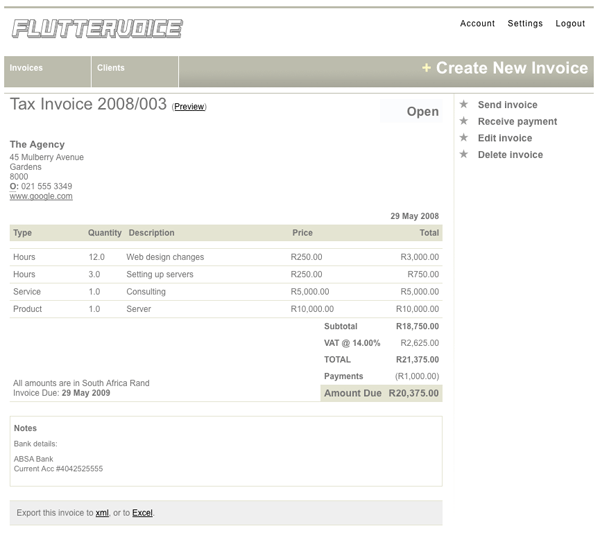 FLUTTERVOICE
Account Settings Logout
Invoices Clients + Create New Invoice
Tax Invoice 2008/003 (Preview)
Open
Send invoice
Receive payment
Edit invoice
Delete invoice
The Agency
45 Mulberry Avenue
Gardens
8000
O: 021 555 3349
www.google.com
29 May 2008
Type Quantity Description Price Total
Hours 12.0 Web design changes R250.00 R3,000.00
Hours 3.0 Setting up servers R250.00 R750.00
Service 1.0 Consulting R5,000.00 R5,000.00
Product 1.0 Server R10,000.00 R10,000.00
Subtotal R18,750.00
VAT @ 14.00% R2,625.00
TOTAL R21,375.00
Payments (R1,000.00)
All amounts are in South Africa Rand
Invoice Due: 29 May 2009
Amount Due R20,375.00
Notes
Bank details:
ABSA Bank
Current Acc #4042525555
Export this invoice to xml, or to Excel.